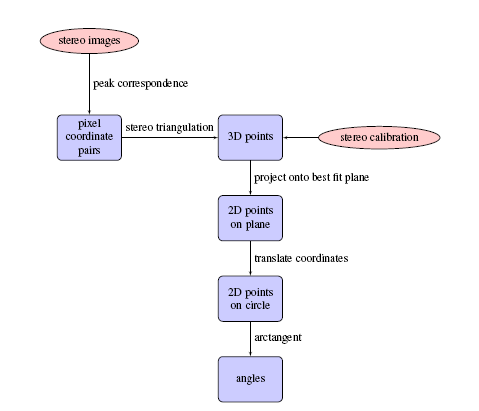 stereo images
peak correspondence
pixel
coordinate
pairs
stereo triangulation
3D points
stereo calibration
project onto best fit plane
2D points
on plane
translate coordinates
2D points
on circle
arctangent
angles